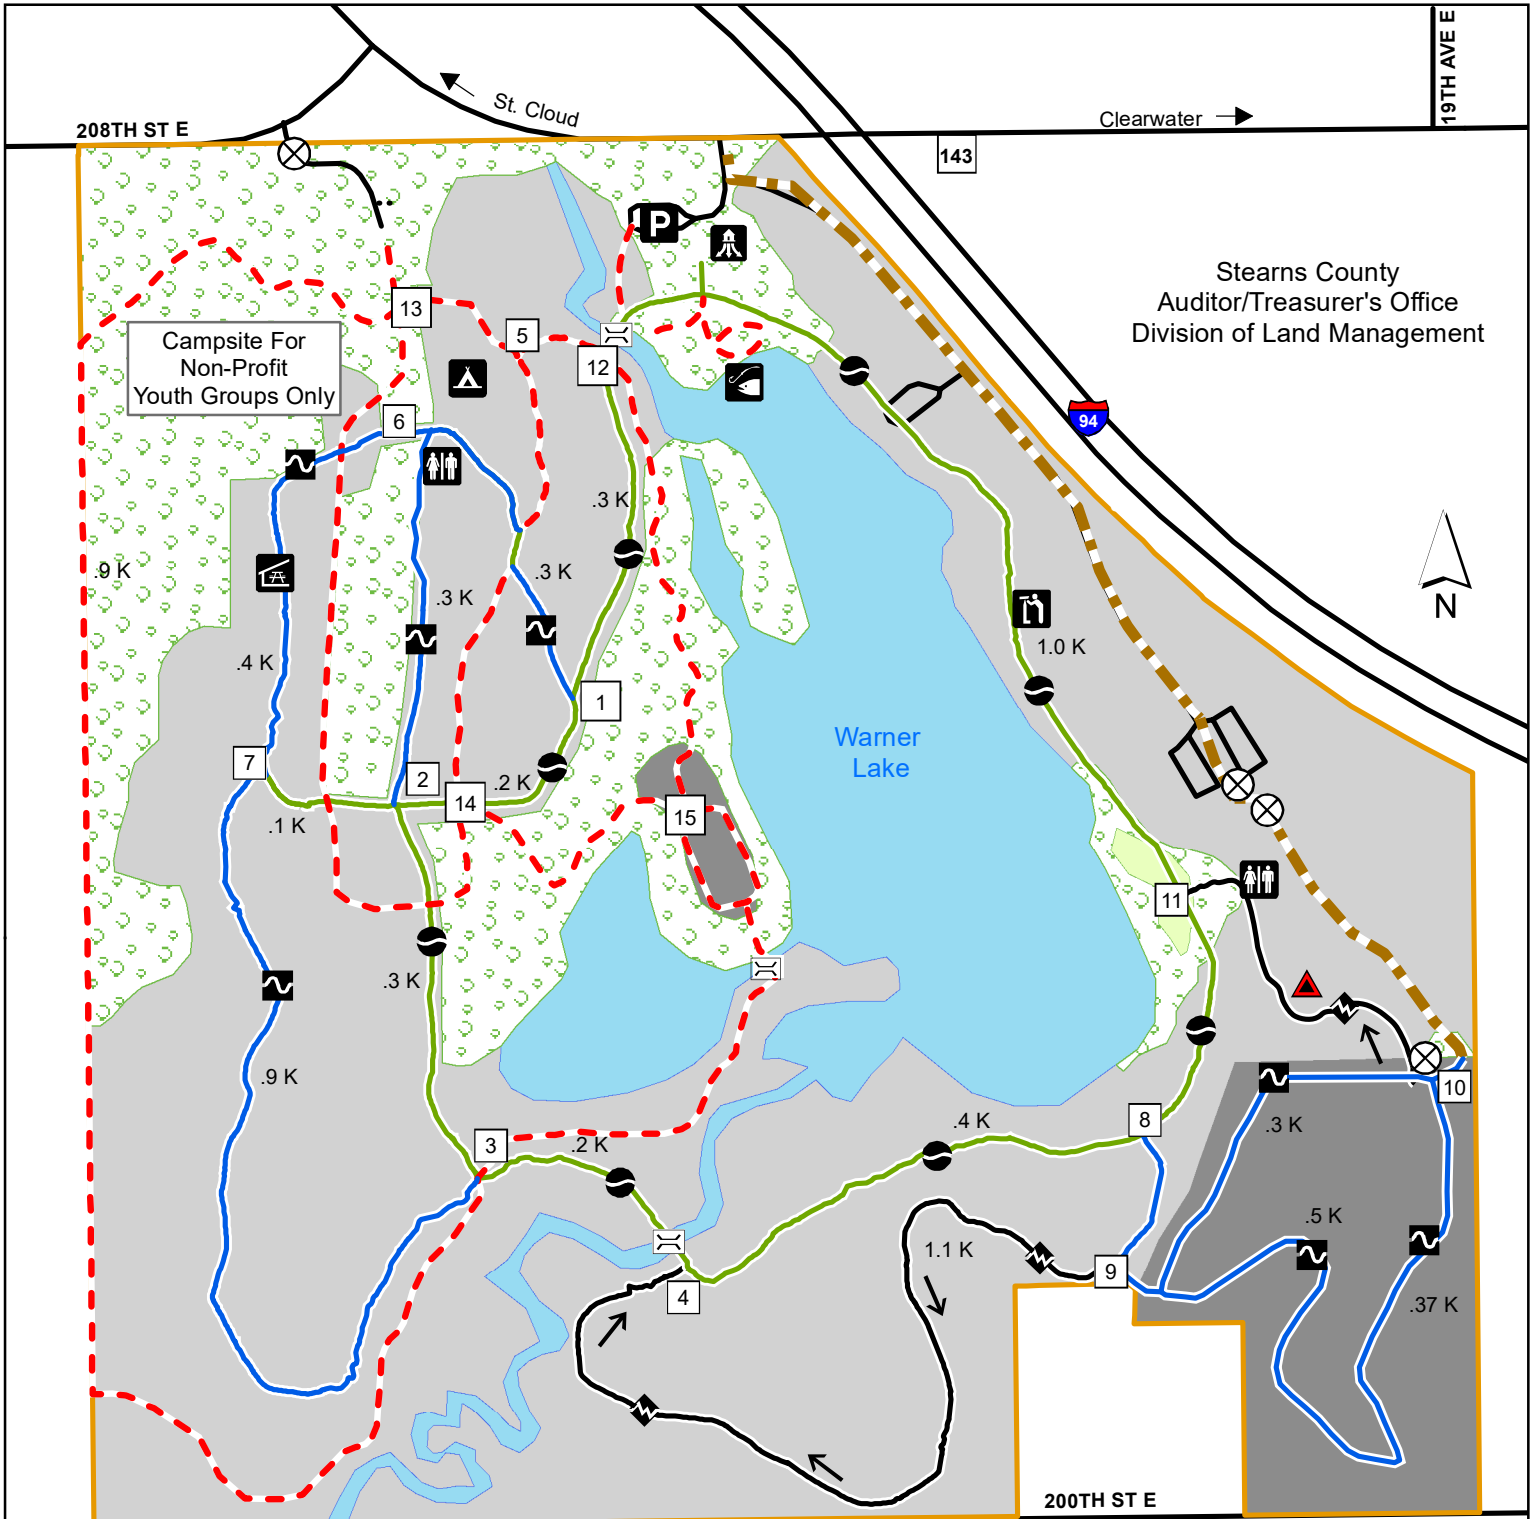 19TH AVE E
St. Cloud
Clearwater
208TH ST E
143
P
Stearns County
Auditor/Treasurer's Office
Division of Land Management
13
5
12
Campsite For
Non-Profit
Youth Groups Only
6
94
.3 K
.9 K
.3 K
.3 K
N
.4 K
1.0 K
1
Warner
Lake
7
2
.2 K
14
15
.1 K
11
.3 K
.9 K
10
.4 K
8
.3 K
3
.2 K
.5 K
1.1 K
9
4
.37 K
200TH ST E